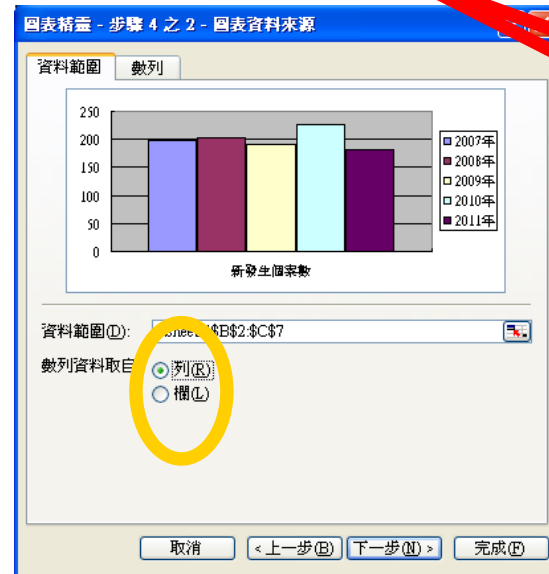 圖表精靈 - 步驟 4 之 2 - 圖表資料來源
資料範圍 數列
250
200
150
100
50
0
新發生個案數
2007年
2008年
2009年
2010年
2011年
資料範圍(D): $B$2:$C$7
數列資料取自
列(R)
欄(L)
取消 <上一步(B) 下一步(N)> 完成(F)